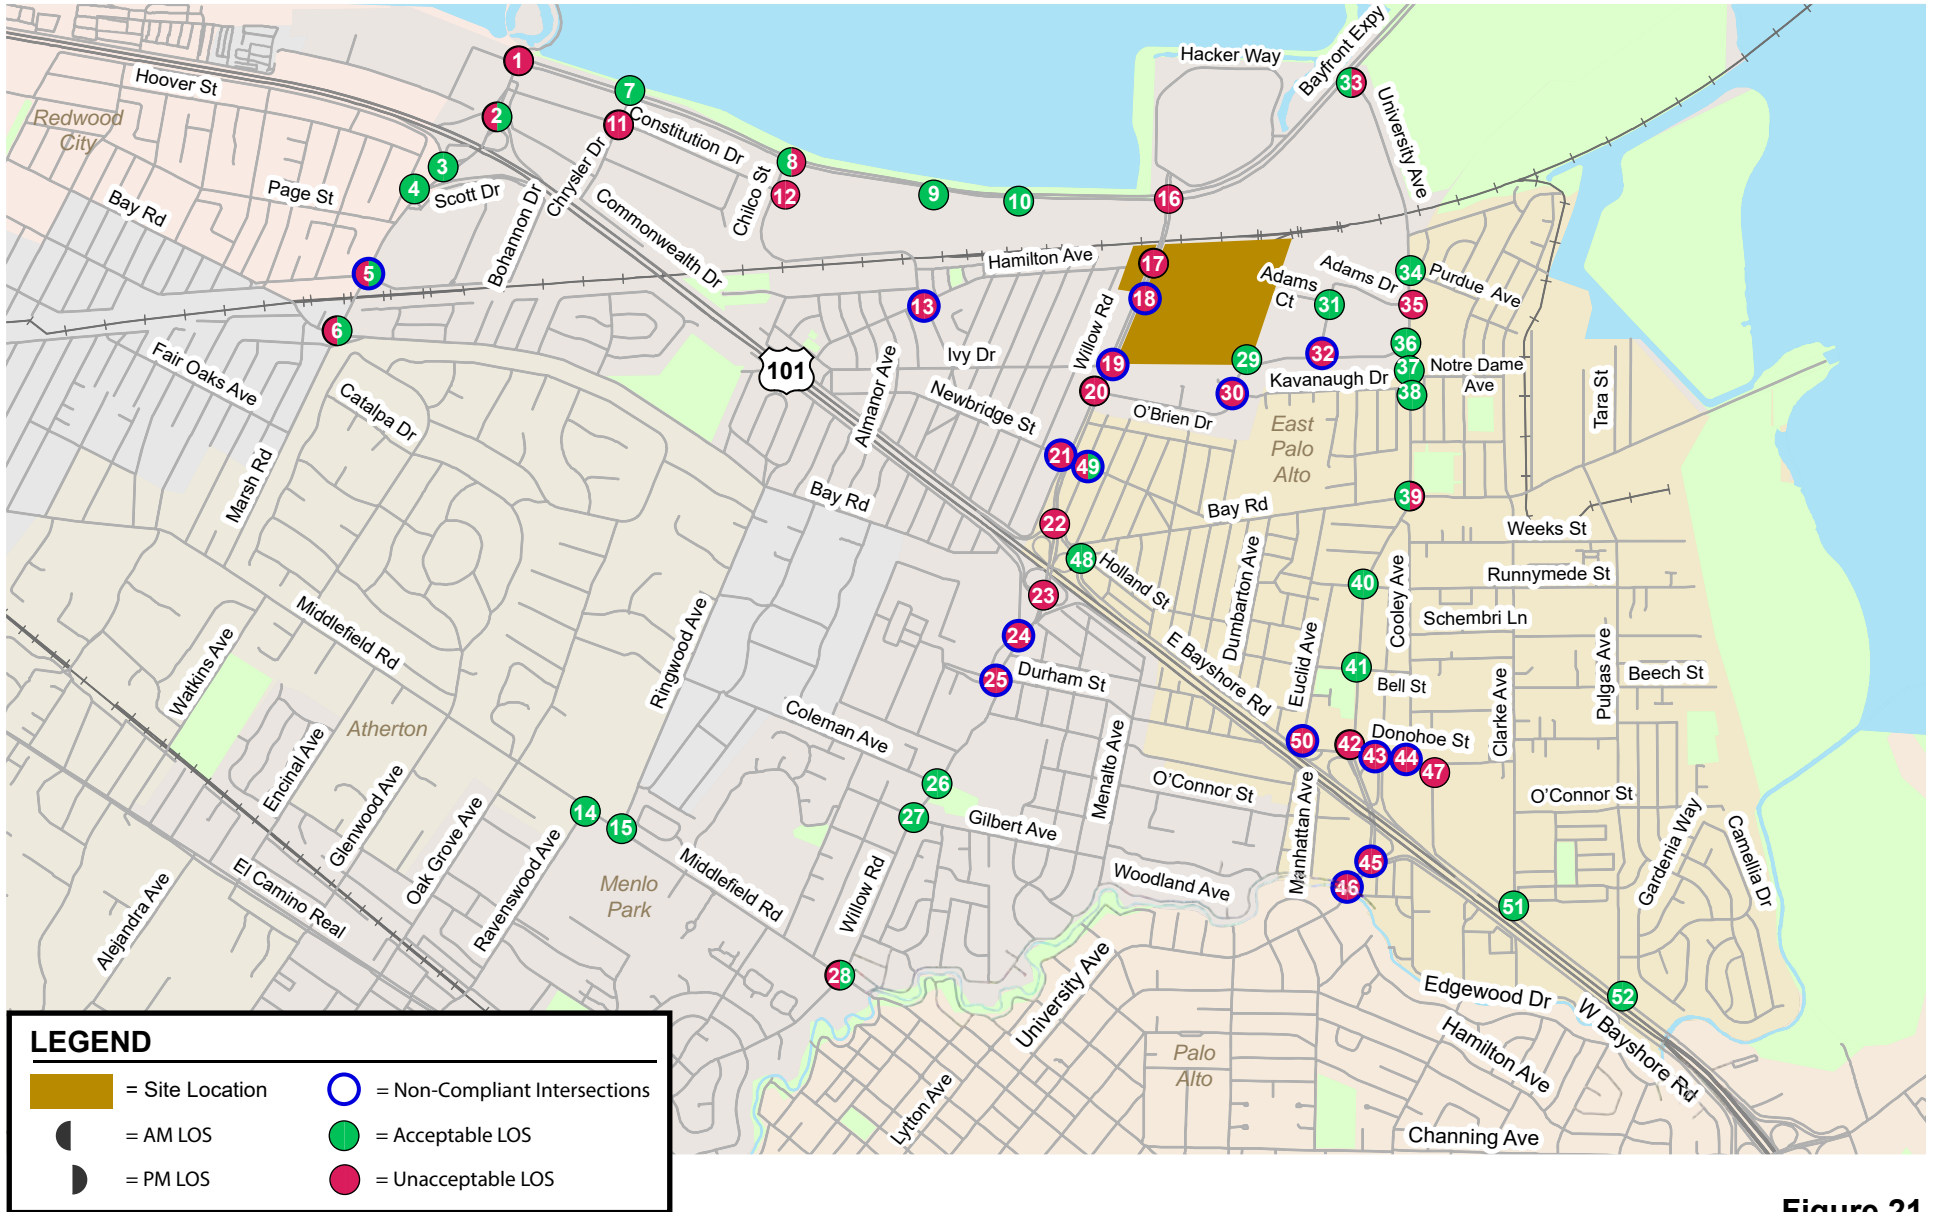 Hoover St
Redwood
City
Bay Rd
Page St
Scott Dr
Bohannon Dr
Chrysler Dr
Constitution Dr
Chilco St
Commonwealth Dr
Hacker Way
Bayfront Expy
University Ave
Hamilton Ave
Willow Rd
Adams
Ct
Adams Dr
Purdue Ave
Ivy Dr
Kavanaugh Dr
Notre Dame
Ave
O'Brien Dr
East
Palo
Alto
Tara St
Newbridge St
Almanor Ave
101
Fair Oaks Ave
Catalpa Dr
Marsh Rd
Bay Rd
Bay Rd
Weeks St
Runnymede St
Schembri Ln
Cooley Ave
Dumbarton Ave
Holland St
Euclid Ave
E Bayshore Rd
Bell St
Beech St
Pulgas Ave
Clarke Ave
Donohoe St
Durham St
Menalto Ave
Coleman Ave
Ringwood Ave
Middlefield Rd
Watkins Ave
Atherton
Encinal Ave
Glenwood Ave
Oak Grove Ave
Ravenswood Ave
El Camino Real
Alejandra Ave
Menlo
Park
Middlefield Rd
Willow Rd
Gilbert Ave
O'Connor St
Manhattan Ave
Woodland Ave
O'Connor St
Gardenia Way
Camellia Dr
University Ave
Lytton Ave
Palo
Alto
Edgewood Dr
Hamilton Ave
W Bayshore Rd
Channing Ave
1
2
3
4
5
6
7
8
9
10
11
12
13
14
15
16
17
18
19
20
21
22
23
24
25
26
27
28
29
30
31
32
33
34
35
36
37
38
39
40
41
42
43
44
45
46
47
48
49
50
51
52
LEGEND
= Site Location
= Non-Compliant Intersections
= AM LOS
= Acceptable LOS
= PM LOS
= Unacceptable LOS
Figure 21